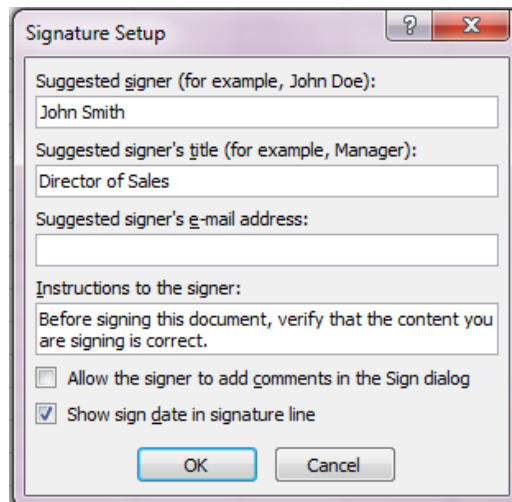 Signature Setup
Suggested signer (for example, John Doe):
John Smith
Suggested signer's title (for example, Manager):
Director of Sales
Suggested signer's e-mail address:
Instructions to the signer:
Before signing this document, verify that the content you
are signing is correct.
Allow the signer to add comments in the Sign dialog
Show sign date in signature line
OK Cancel